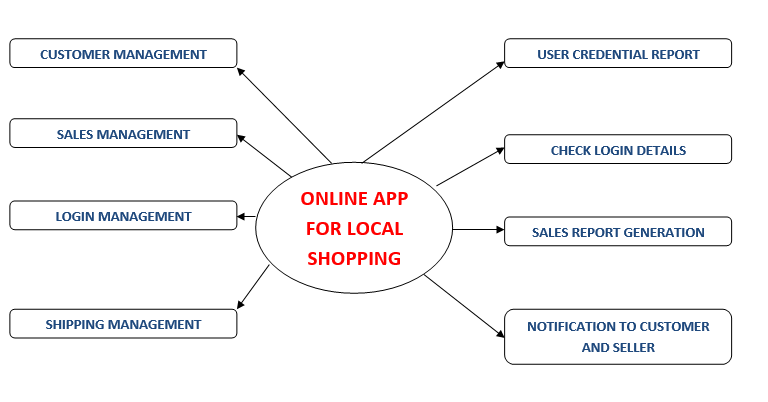 CUSTOMER MANAGEMENT
USER CREDENTIAL REPORT
SALES MANAGEMENT
CHECK LOGIN DETAILS
ONLINE APP
FOR LOCAL
SHOPPING
LOGIN MANAGEMENT
SALES REPORT GENERATION
SHIPPING MANAGEMENT
NOTIFICATION TO CUSTOMER
AND SELLER